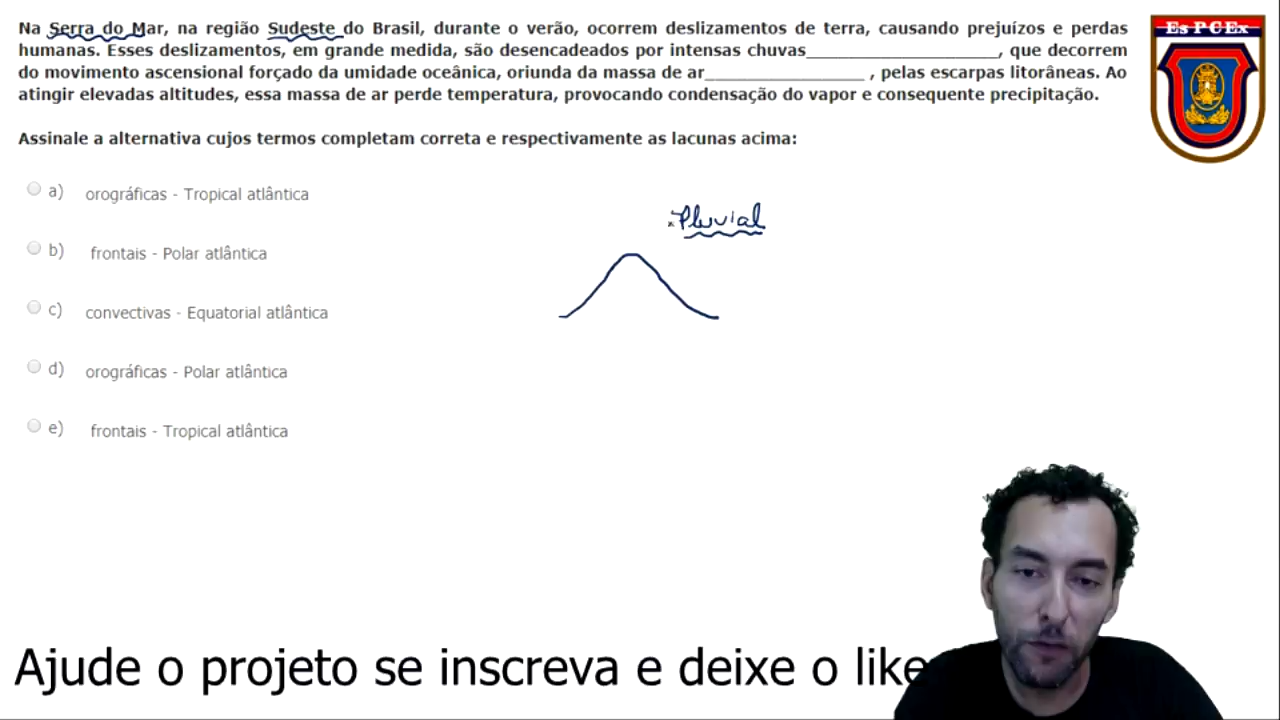 Na Serra do Mar, na região Sudeste do Brasil, durante o verão, ocorrem deslizamentos de terra, causando prejuízos e perdas
humanas. Esses deslizamentos, em grande medida, são desencadeados por intensas chuvas____________________, que decorrem
do movimento ascensional forçado da umidade oceânica, oriunda da massa de ar_________________ , pelas escarpas litorâneas. Ao
atingir elevadas altitudes, essa massa de ar perde temperatura, provocando condensação do vapor e consequente precipitação.
EsPCEx
Assinale a alternativa cujos termos completam correta e respectivamente as lacunas acima:
a) orográficas - Tropical atlântica
Pluvial
b) frontais - Polar atlântica
c) convectivas - Equatorial atlântica
d) orográficas - Polar atlântica
e) frontais - Tropical atlântica
Ajude o projeto se inscreva e deixe o like